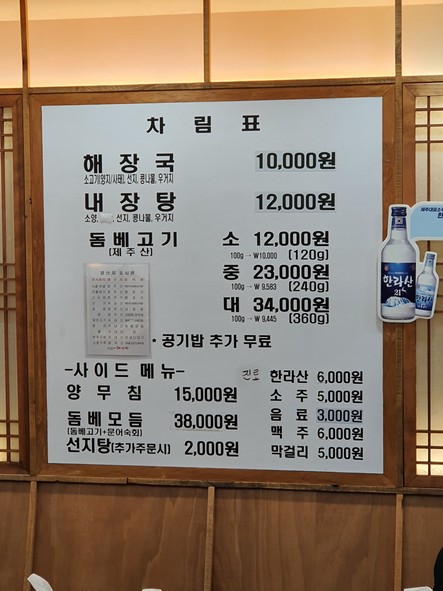 차 림 표
해 장 국 10,000원
소고기(양지/사태), 선지, 콩나물, 우거지
내 장 탕 12,000원
소양, 선지, 콩나물, 우거지
돔 베 고 기 소 12,000원
(제 주 산) 100g → ₩10,000 (120g)
중 23,000원
100g → ₩ 9,583 (240g)
대 34,000원
100g → ₩ 9,445 (360g)
· 공기밥 추가 무료
-사 이 드 메 뉴-
양 무 침 15,000원
돔베모듬 38,000원
(돔베고기+문어숙회)
선지탕(추가주문시) 2,000원
한라산 6,000원
진로 소 주 5,000원
음 료 3,000원
맥 주 6,000원
막걸리 5,000원
한라산
21
한라산